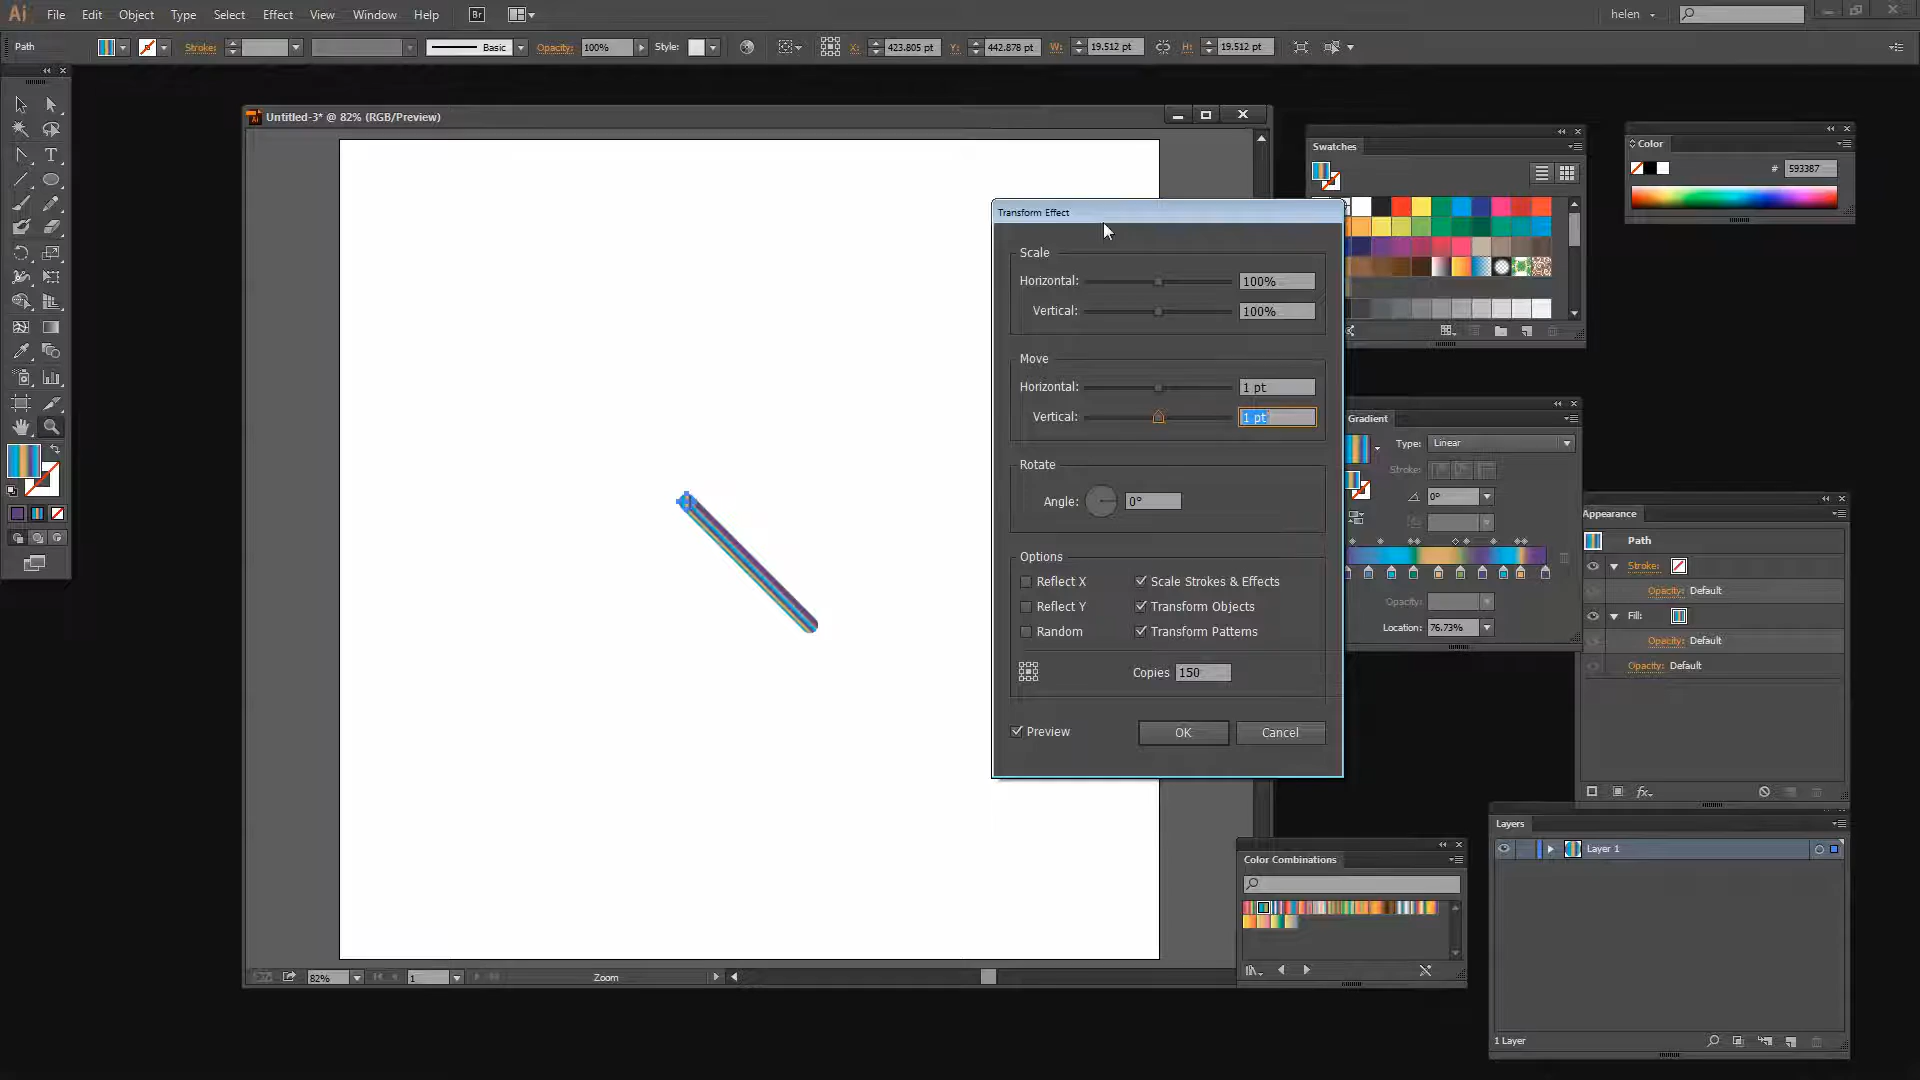 Ai File Edit Object Type Select Effect View Window Help Br helen
Path Stroke: Basic Opacity: 100% Style: X: 423.805 pt Y: 442.878 pt W: 19.512 pt H: 19.512 pt
Untitled-3* @ 82% (RGB/Preview)
Transform Effect
Scale
Horizontal: 100%
Vertical: 100%
Move
Horizontal: 1 pt
Vertical: 1 pt
Rotate
Angle: 0°
Options
Reflect X Scale Strokes & Effects
Reflect Y Transform Objects
Random Transform Patterns
Copies 150
Preview OK Cancel
Swatches
Color
# 593387
Gradient
Type: Linear
Stroke:
0°
Opacity:
Location: 76.73%
Appearance
Path
Stroke:
Opacity: Default
Fill:
Opacity: Default
Opacity: Default
fx
Color Combinations
Layers
Layer 1
1 Layer
82% 1 Zoom